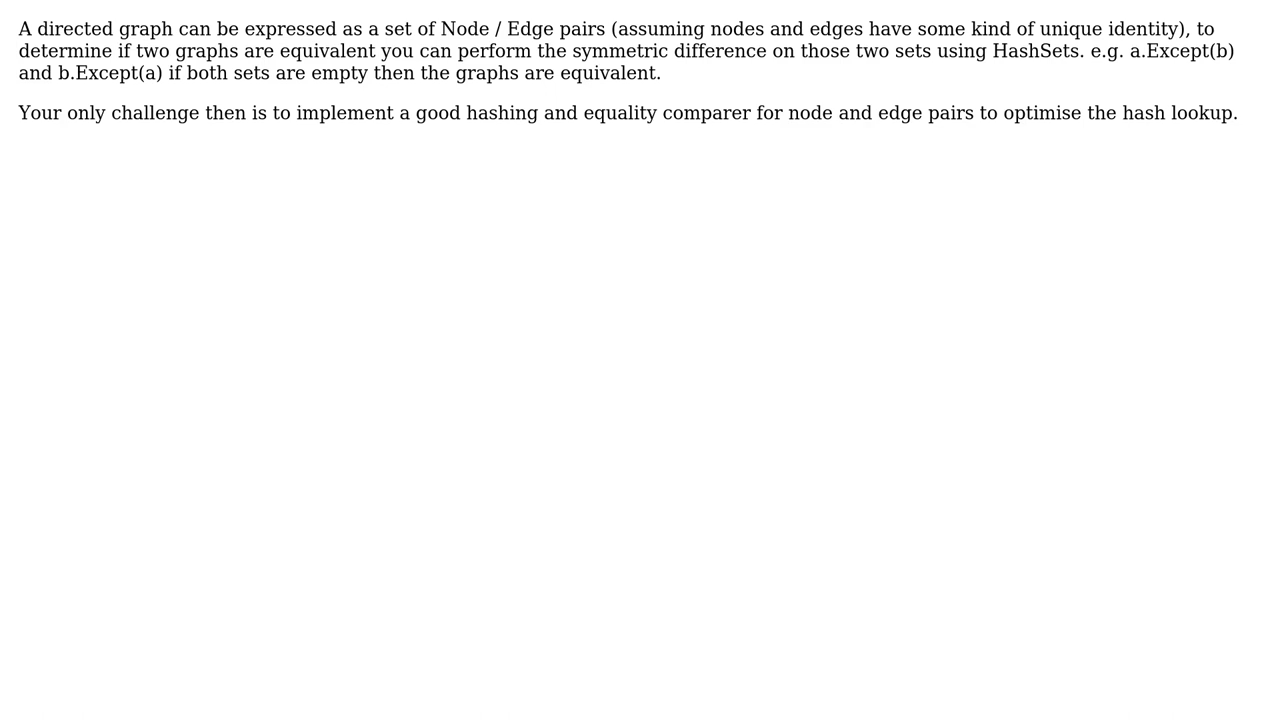 A directed graph can be expressed as a set of Node / Edge pairs (assuming nodes and edges have some kind of unique identity), to
determine if two graphs are equivalent you can perform the symmetric difference on those two sets using HashSets. e.g. a.Except(b)
and b.Except(a) if both sets are empty then the graphs are equivalent.
Your only challenge then is to implement a good hashing and equality comparer for node and edge pairs to optimise the hash lookup.